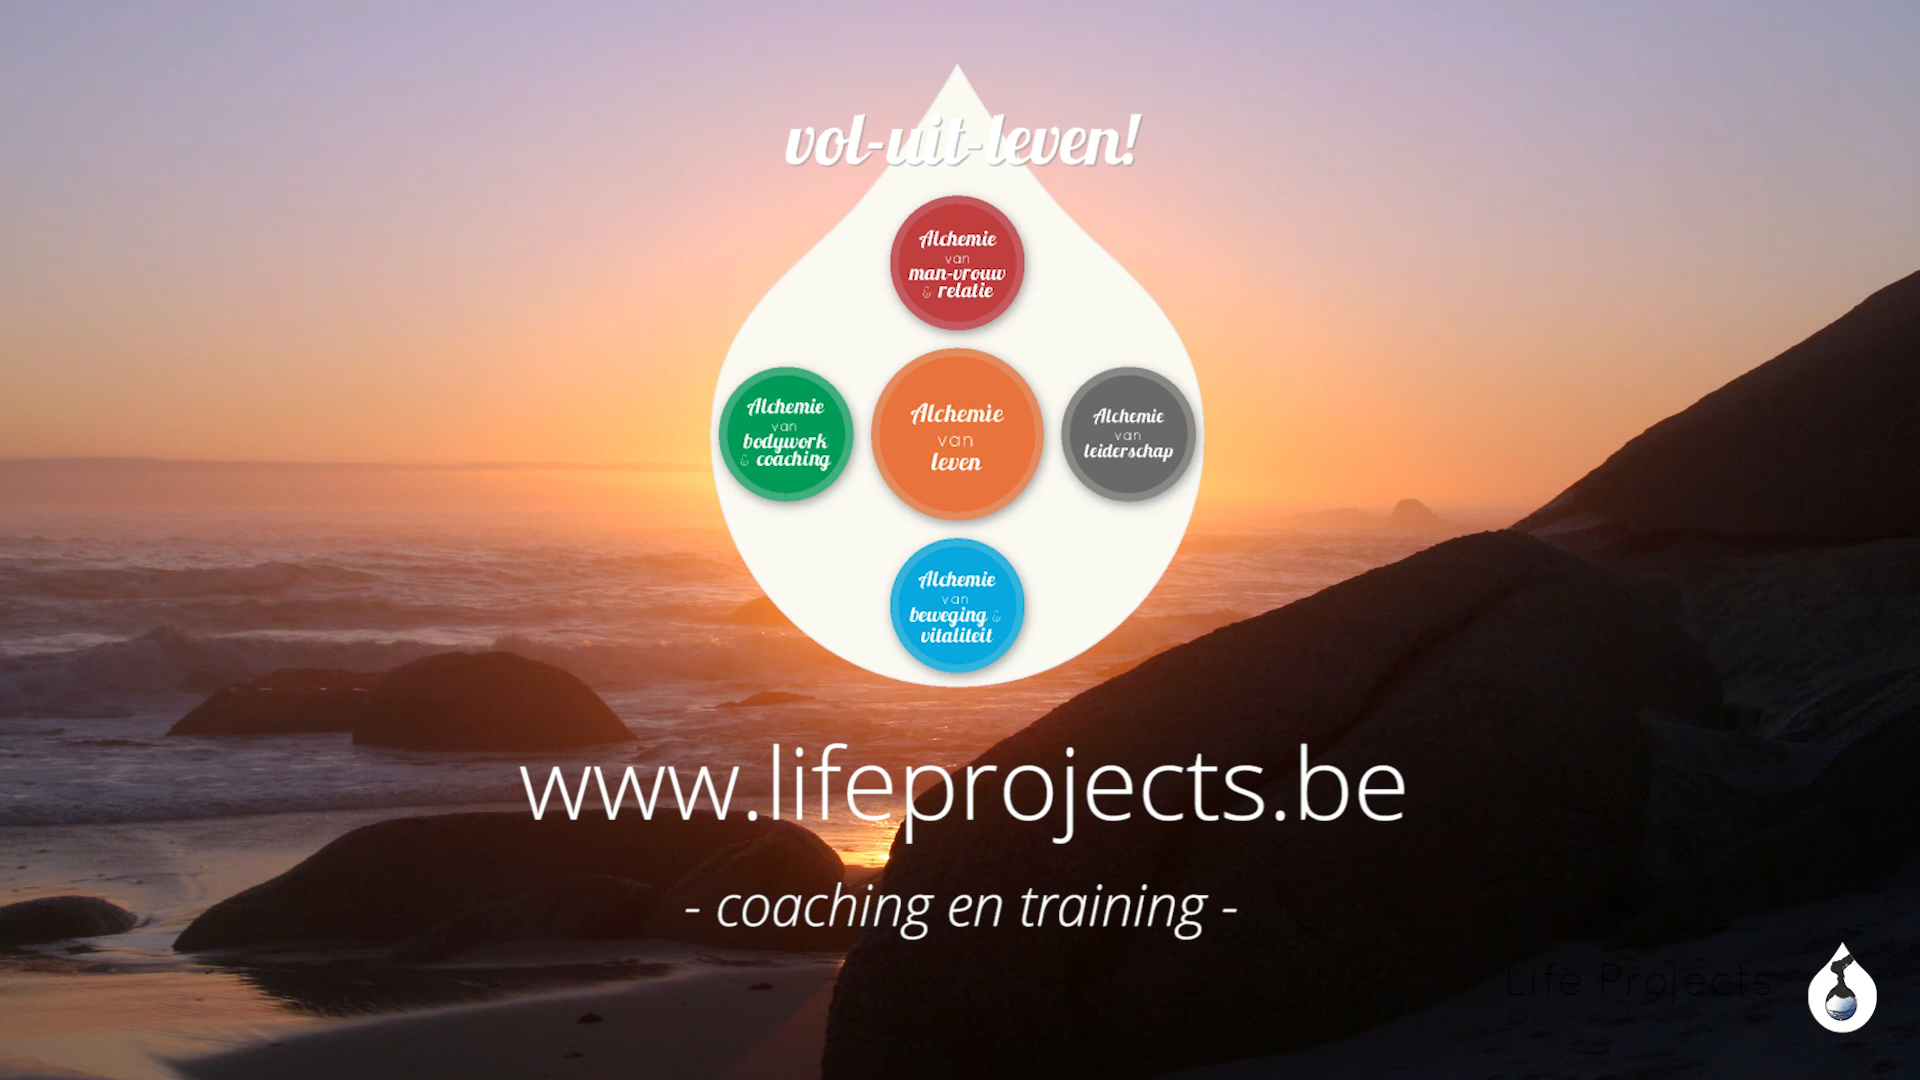 vol-uit-leven!
Alchemie
van
man-vrouw
& relatie
Alchemie
van
bodywork
& coaching
Alchemie
van
leven
Alchemie
van
leiderschap
Alchemie
van
beweging &
vitaliteit
www.lifeprojects.be
- coaching en training -
Life Projects